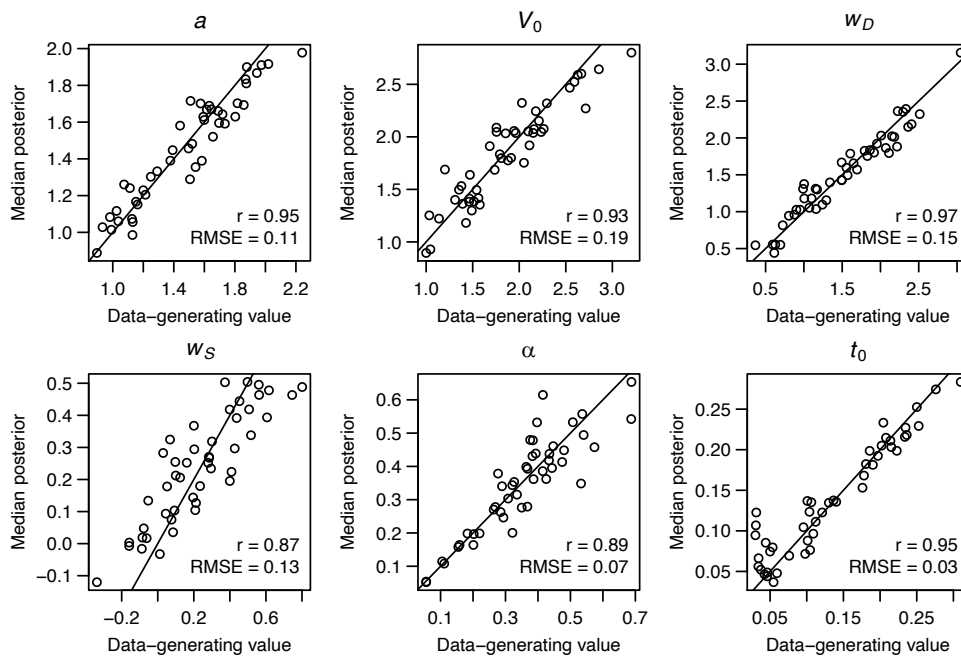 a
V0
wD
Median posterior
2.0
1.8
1.6
1.4
1.2
1.0
r = 0.95
RMSE = 0.11
1.0 1.4 1.8 2.2
Data−generating value
Median posterior
2.5
2.0
1.5
1.0
r = 0.93
RMSE = 0.19
1.0 1.5 2.0 2.5 3.0
Data−generating value
Median posterior
3.0
2.5
2.0
1.5
1.0
0.5
r = 0.97
RMSE = 0.15
0.5 1.5 2.5
Data−generating value
wS
α
t0
Median posterior
0.5
0.4
0.3
0.2
0.1
0.0
−0.1
r = 0.87
RMSE = 0.13
−0.2 0.2 0.6
Data−generating value
Median posterior
0.6
0.5
0.4
0.3
0.2
0.1
r = 0.89
RMSE = 0.07
0.1 0.3 0.5 0.7
Data−generating value
Median posterior
0.25
0.20
0.15
0.10
0.05
r = 0.95
RMSE = 0.03
0.05 0.15 0.25
Data−generating value